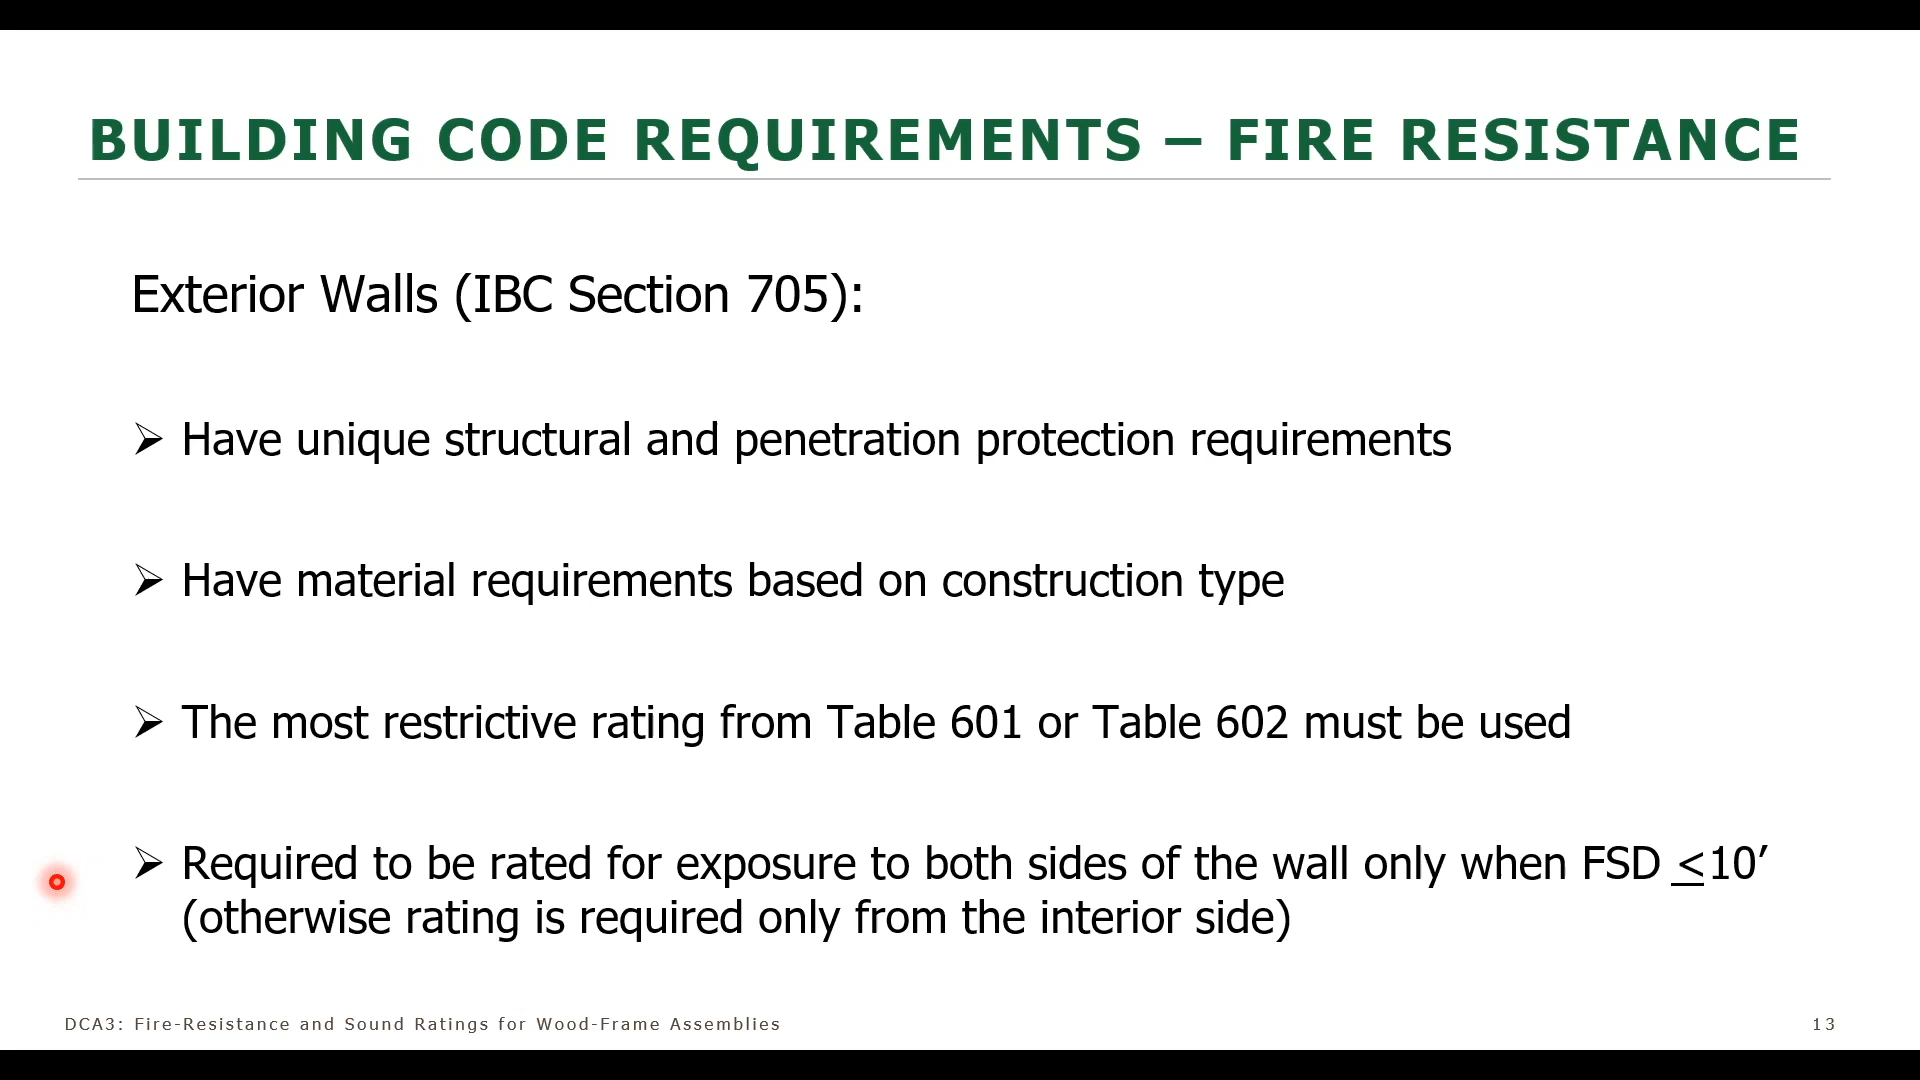 BUILDING CODE REQUIREMENTS – FIRE RESISTANCE
Exterior Walls (IBC Section 705):
➢ Have unique structural and penetration protection requirements
➢ Have material requirements based on construction type
➢ The most restrictive rating from Table 601 or Table 602 must be used
➢ Required to be rated for exposure to both sides of the wall only when FSD <10’
(otherwise rating is required only from the interior side)
DCA3: Fire-Resistance and Sound Ratings for Wood-Frame Assemblies
13